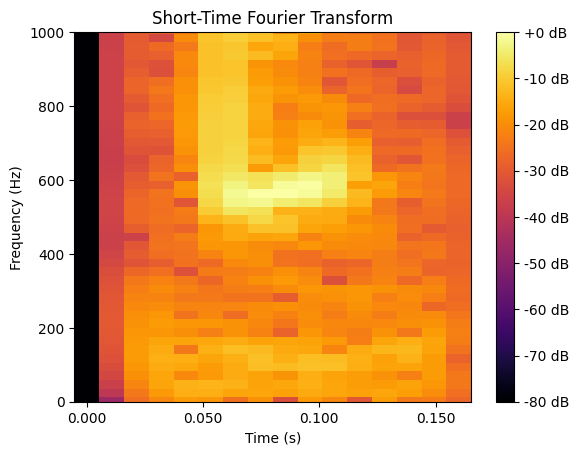 Short-Time Fourier Transform
1000
800
600
400
200
0
Frequency (Hz)
0.000
0.050
0.100
0.150
Time (s)
+0 dB
-10 dB
-20 dB
-30 dB
-40 dB
-50 dB
-60 dB
-70 dB
-80 dB